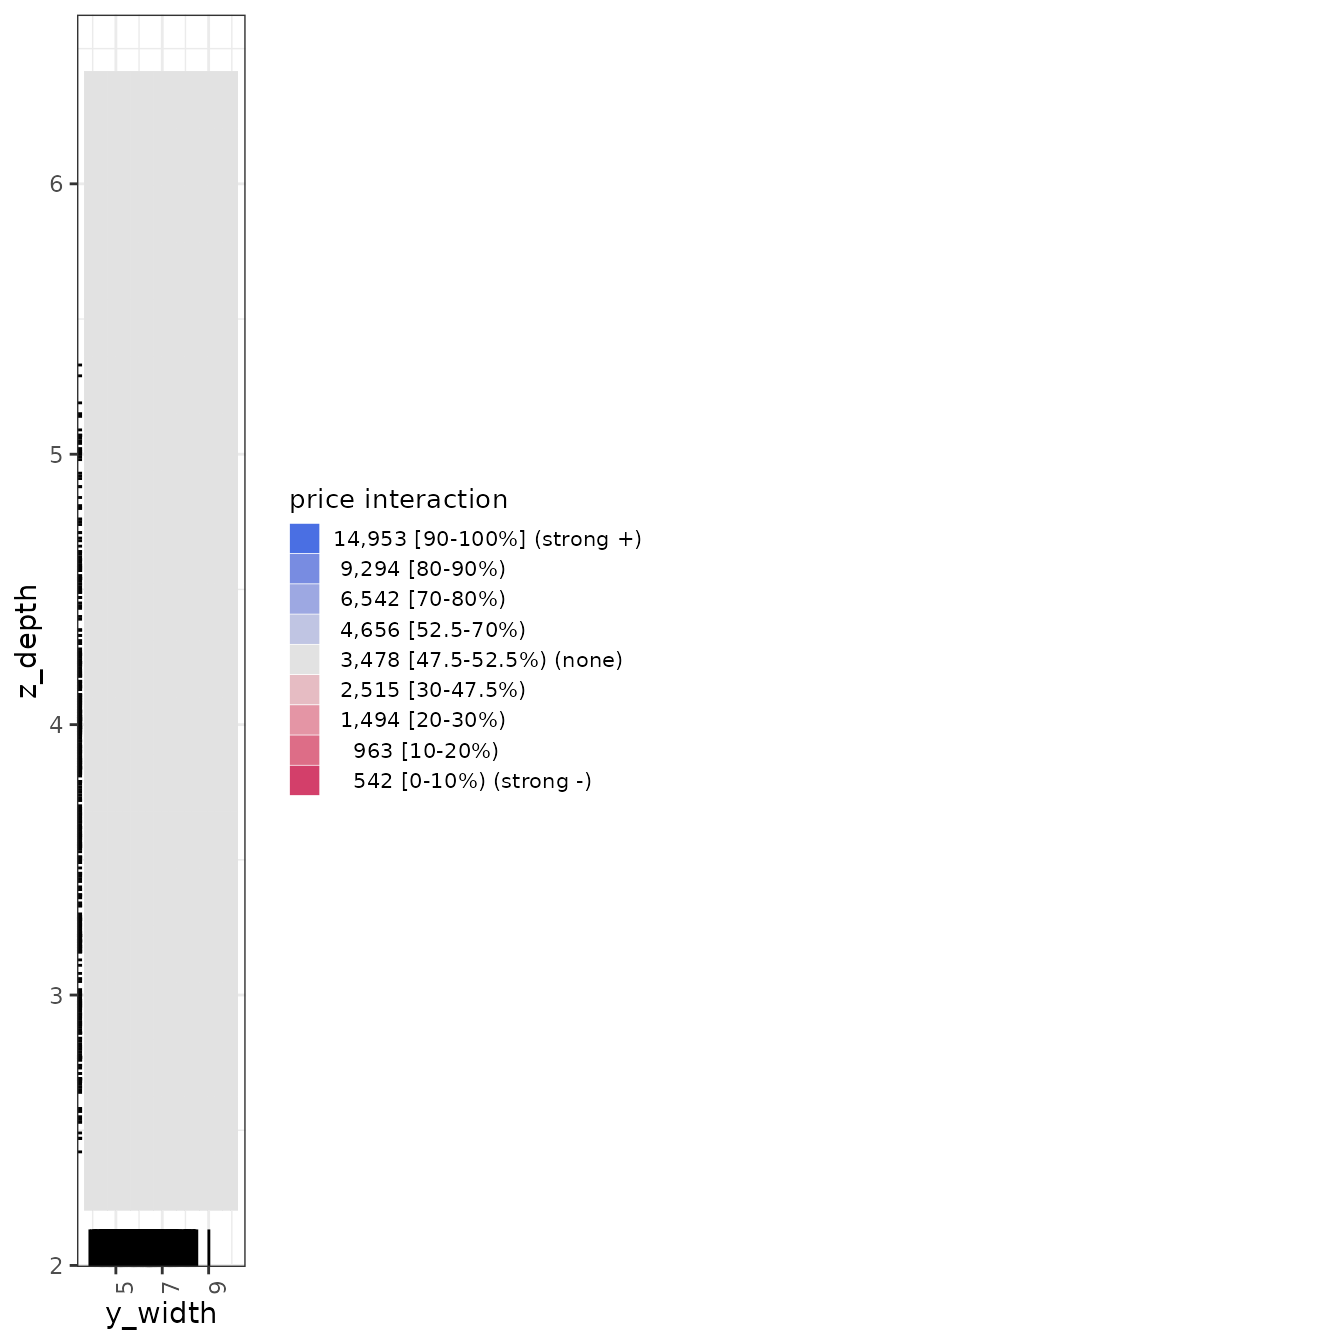 6
5
4
3
2
z_depth
5
7
9
y_width
price interaction
14,953 [90-100%] (strong +)
9,294 [80-90%)
6,542 [70-80%)
4,656 [52.5-70%)
3,478 [47.5-52.5%) (none)
2,515 [30-47.5%)
1,494 [20-30%)
963 [10-20%)
542 [0-10%) (strong -)